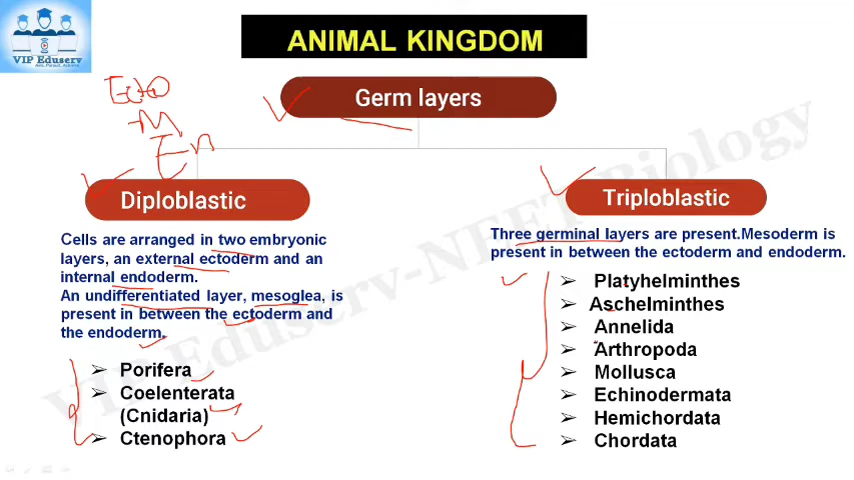 VIP Eduserv
ANIMAL KINGDOM
Germ layers
Ecto
M
En
Diploblastic
Cells are arranged in two embryonic
layers, an external ectoderm and an
internal endoderm.
An undifferentiated layer, mesoglea, is
present in between the ectoderm and
the endoderm.
➢ Porifera
➢ Coelenterata
(Cnidaria)
➢ Ctenophora
Triploblastic
Three germinal layers are present.Mesoderm is
present in between the ectoderm and endoderm.
➢ Platyhelminthes
➢ Aschelminthes
➢ Annelida
➢ Arthropoda
➢ Mollusca
➢ Echinodermata
➢ Hemichordata
➢ Chordata
VIP Eduserv-NEET Biology